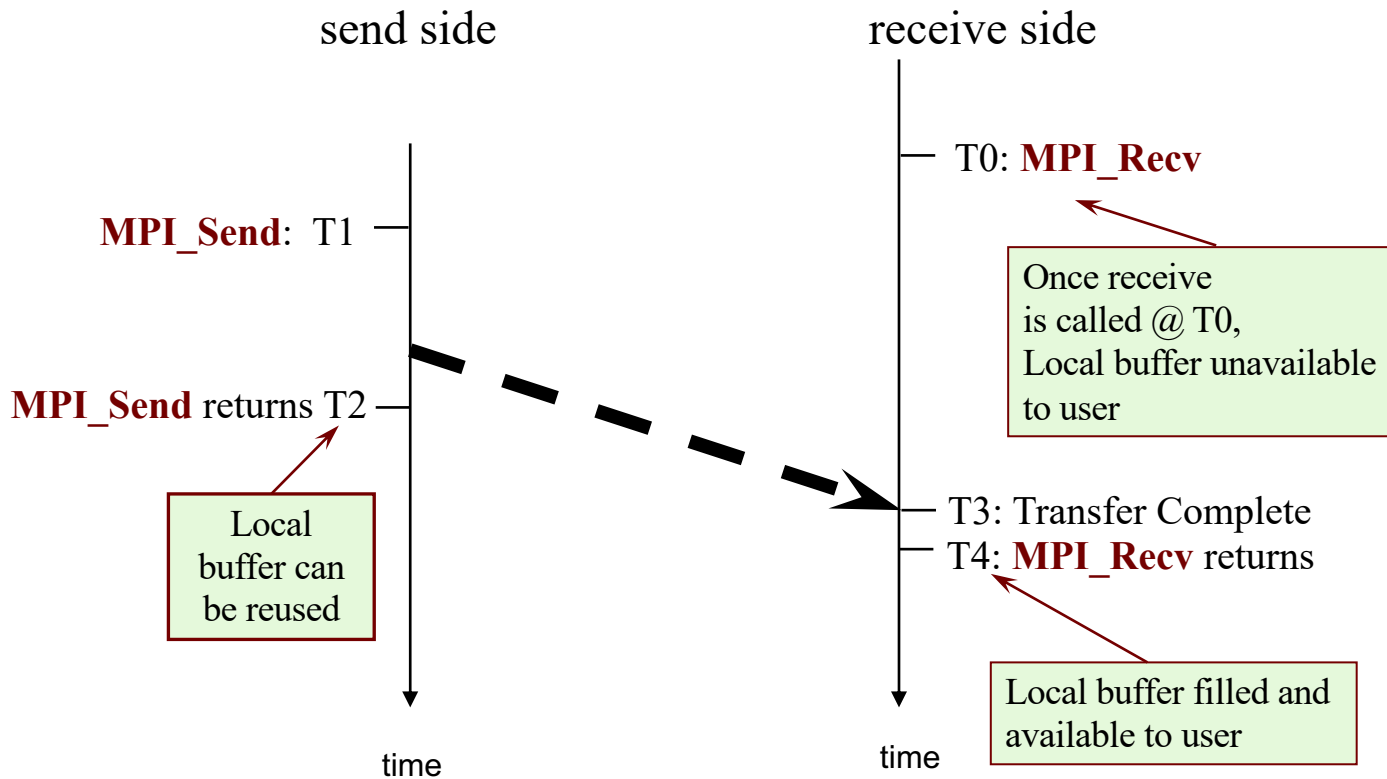 send side
receive side
T0: MPI_Recv
MPI_Send: T1
Once receive
is called @ T0,
Local buffer unavailable
to user
MPI_Send returns T2
Local
buffer can
be reused
T3: Transfer Complete
T4: MPI_Recv returns
Local buffer filled and
available to user
time
time